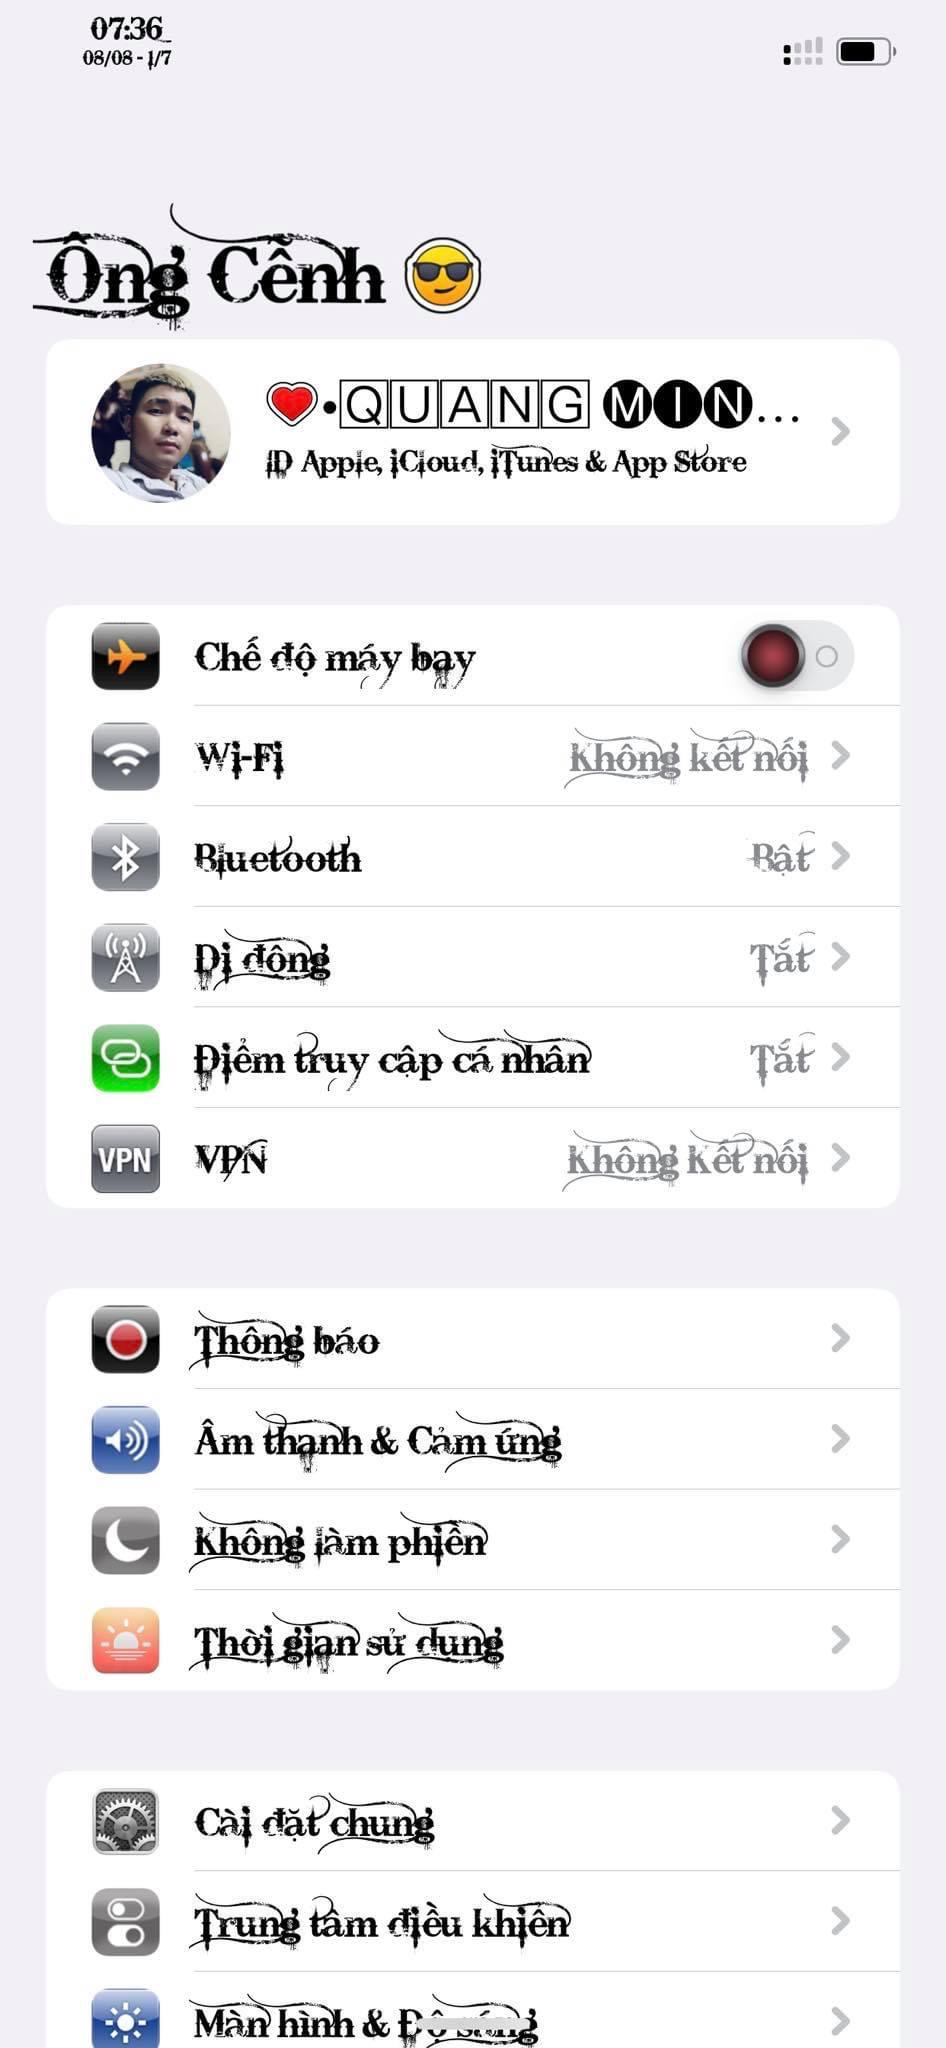 07:36
08/08 - 1/7
Ông Cễnh 😎
❤️•🅀🅄🄰🄽🄶 🅜🅘🅝...
ID Apple, iCloud, iTunes & App Store
Chế độ máy bay
Wi-Fi Không kết nối
Bluetooth Bật
Di động Tắt
Điểm truy cập cá nhân Tắt
VPN VPN Không Kết nối
Thông báo
Âm thanh & Cảm ứng
Không làm phiền
Thời gian sử dụng
Cài đặt chung
Trung tâm điều khiển
Màn hình & Độ sáng